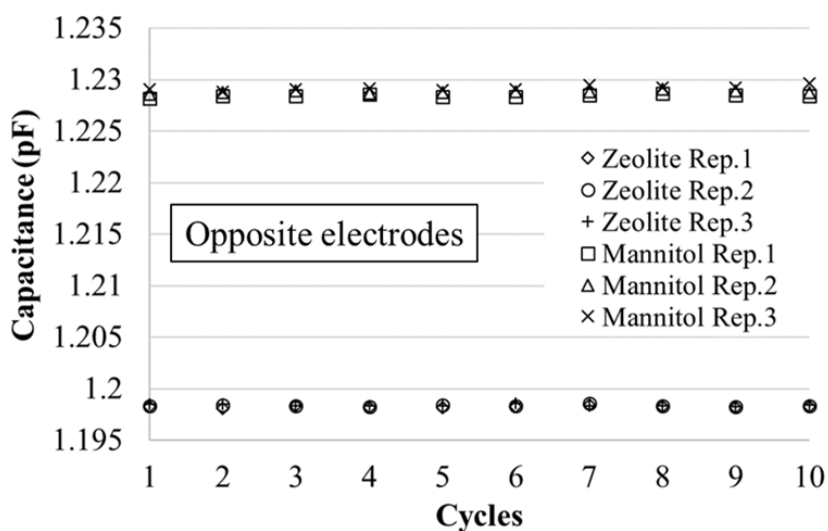 1.235
1.23
1.225
1.22
1.215
1.21
1.205
1.2
1.195
Capacitance (pF)
Opposite electrodes
Zeolite Rep.1
Zeolite Rep.2
Zeolite Rep.3
Mannitol Rep.1
Mannitol Rep.2
Mannitol Rep.3
1 2 3 4 5 6 7 8 9 10
Cycles